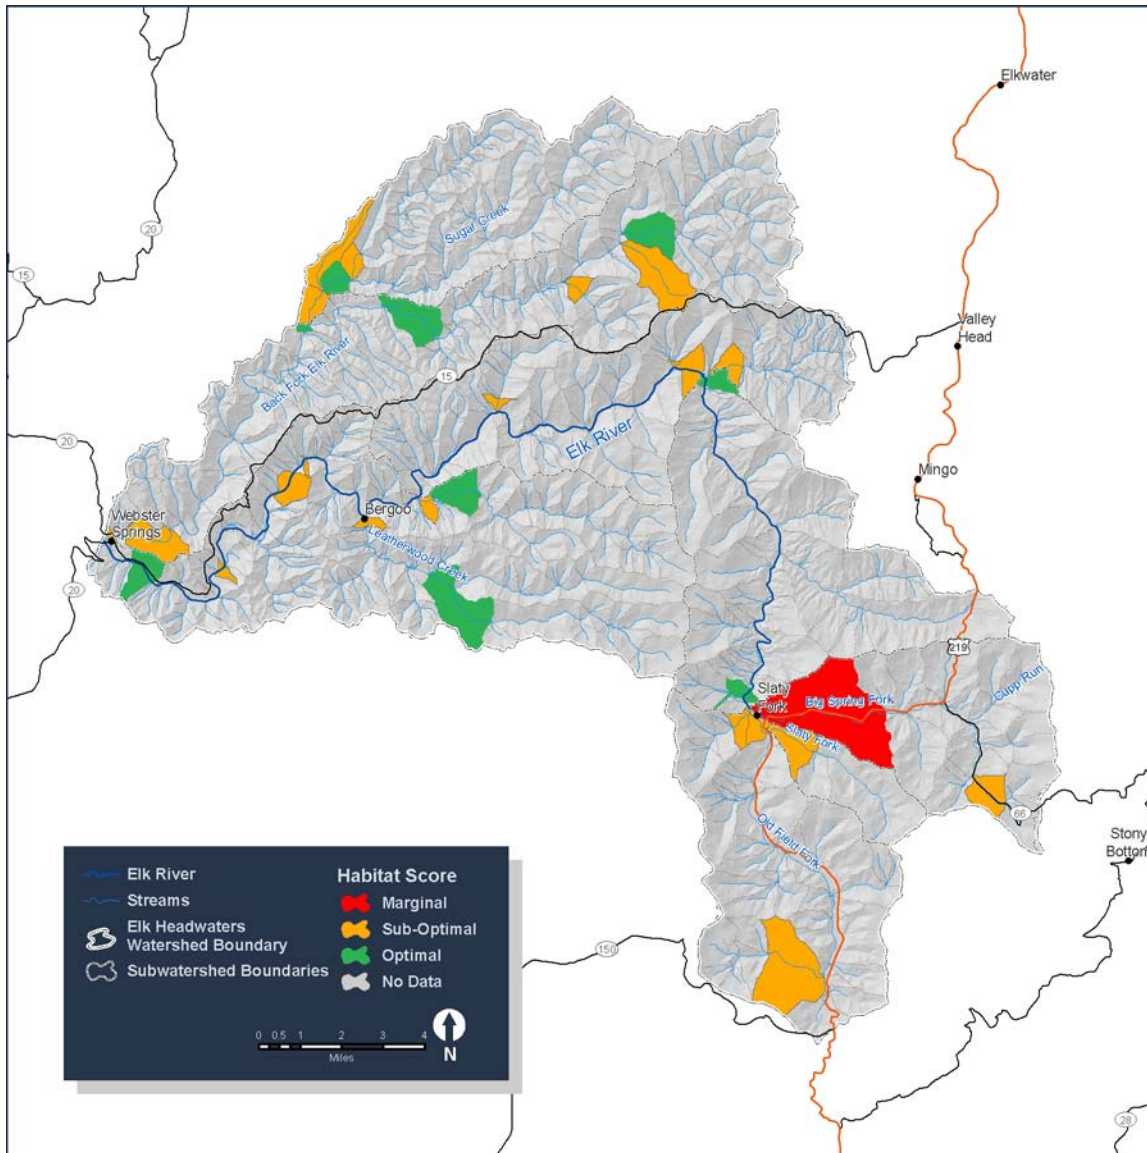 Elkwater
20
Sugar Creek
15
Valley
Head
Back Fork Elk River
15
Elk River
20
Mingo
Webster
Springs
Bergoo
Leatherwood Creek
20
219
Cupp Run
Slaty
Fork
Big Spring Fork
Slaty Fork
66
Old Field Fork
Stony
Bottom
150
28
Elk River
Streams
Elk Headwaters
Watershed Boundary
Subwatershed Boundaries
Habitat Score
Marginal
Sub-Optimal
Optimal
No Data
0 0.5 1 2 3 4
Miles
N